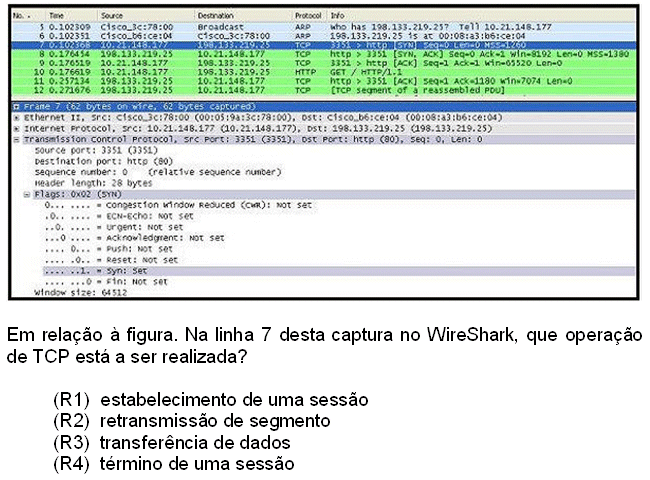 No. Time Source Destination Protocol Info
5 0.102309 Cisco_3c:78:00 Broadcast ARP who has 198.133.219.25? Tell 10.21.148.177
6 0.102351 Cisco_b6:ce:04 Cisco_3c:78:00 ARP 198.133.219.25 is at 00:08:a3:b6:ce:04
7 0.102368 10.21.148.177 198.133.219.25 TCP 3351 > http [SYN] Seq=0 Len=0 MSS=1260
8 0.176454 198.133.219.25 10.21.148.177 TCP http > 3351 [SYN, ACK] Seq=0 Ack=1 Win=8192 Len=0 MSS=1380
9 0.176519 10.21.148.177 198.133.219.25 TCP 3351 > http [ACK] Seq=1 Ack=1 Win=65520 Len=0
10 0.176619 10.21.148.177 198.133.219.25 HTTP GET / HTTP/1.1
11 0.257134 198.133.219.25 10.21.148.177 TCP http > 3351 [ACK] Seq=1 Ack=1180 Win=7074 Len=0
12 0.271676 198.133.219.25 10.21.148.177 TCP [TCP segment of a reassembled PDU]
Frame 7 (62 bytes on wire, 62 bytes captured)
Ethernet II, Src: Cisco_3c:78:00 (00:05:9a:3c:78:00), Dst: Cisco_b6:ce:04 (00:08:a3:b6:ce:04)
Internet Protocol, Src: 10.21.148.177 (10.21.148.177), Dst: 198.133.219.25 (198.133.219.25)
Transmission Control Protocol, Src Port: 3351 (3351), Dst Port: http (80), Seq: 0, Len: 0
Source port: 3351 (3351)
Destination port: http (80)
Sequence number: 0 (relative sequence number)
Header length: 28 bytes
Flags: 0x02 (SYN)
0... .... = Congestion Window Reduced (CWR): Not set
.0.. .... = ECN-Echo: Not set
..0. .... = Urgent: Not set
...0 .... = Acknowledgment: Not set
.... 0... = Push: Not set
.... .0.. = Reset: Not set
.... ..1. = Syn: Set
.... ...0 = Fin: Not set
Window size: 64512
Em relação à figura. Na linha 7 desta captura no WireShark, que operação
de TCP está a ser realizada?
(R1) estabelecimento de uma sessão
(R2) retransmissão de segmento
(R3) transferência de dados
(R4) término de uma sessão